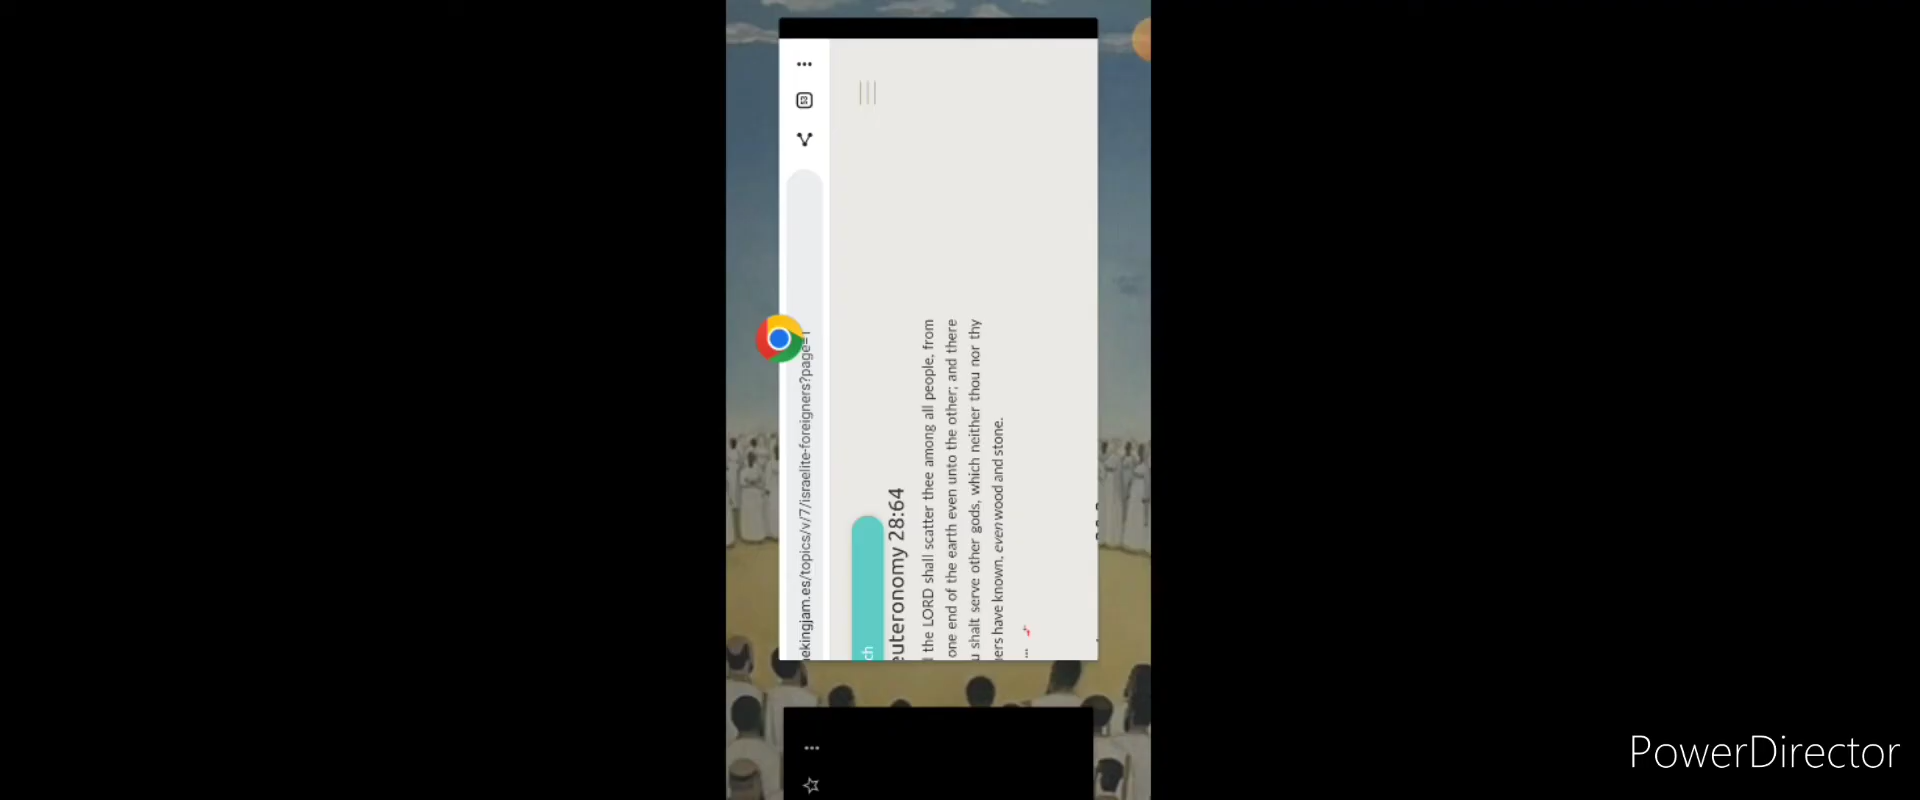 ekingjam.es/topics/v/7/israelite-foreigners?page=1
53
ch
euteronomy 28:64
the LORD shall scatter thee among all people, from
one end of the earth even unto the other; and there
u shalt serve other gods, which neither thou nor thy
ers have known, even wood and stone.
PowerDirector